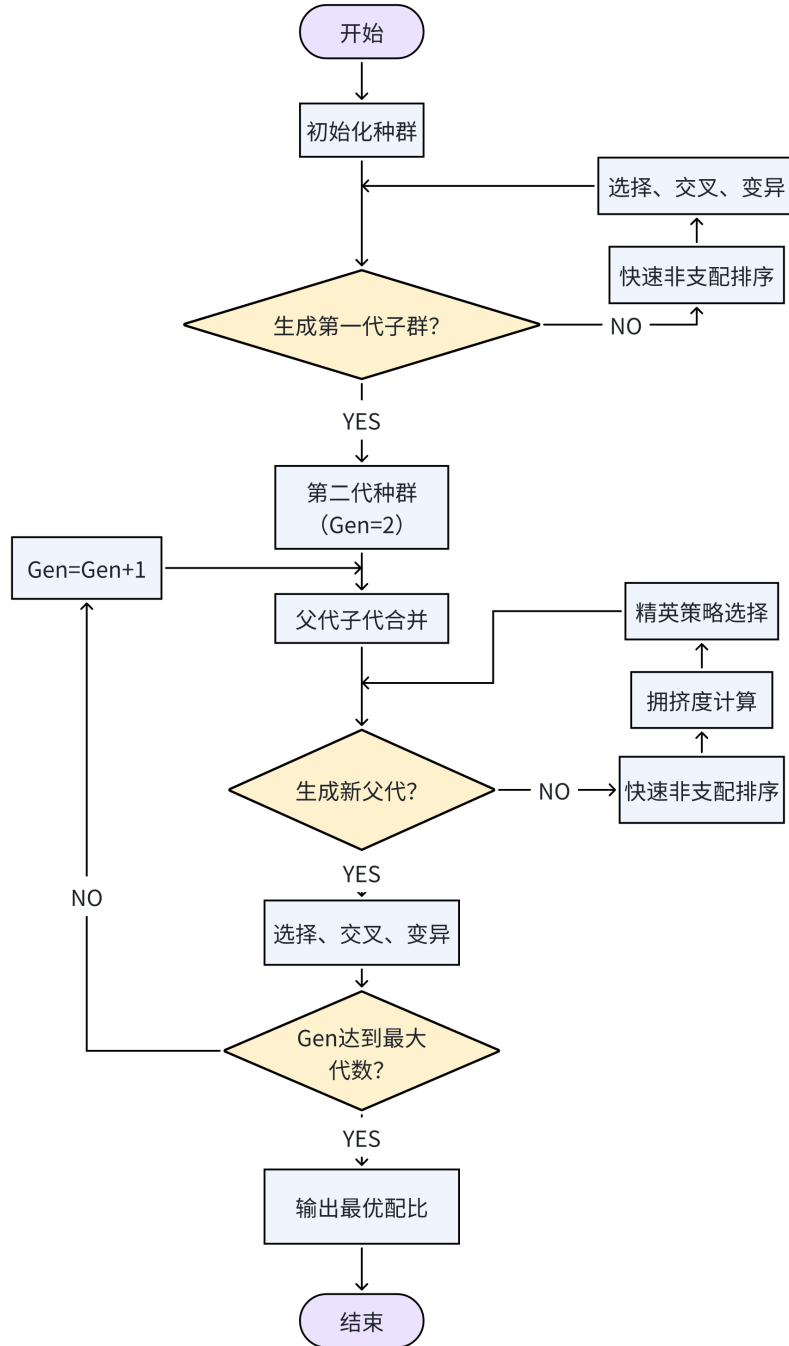 开始
初始化种群
选择、交叉、变异
快速非支配排序
生成第一代子群?
NO
YES
第二代种群
（Gen=2）
Gen=Gen+1
父代子代合并
精英策略选择
拥挤度计算
生成新父代?
NO
快速非支配排序
YES
NO
选择、交叉、变异
Gen达到最大
代数?
YES
输出最优配比
结束